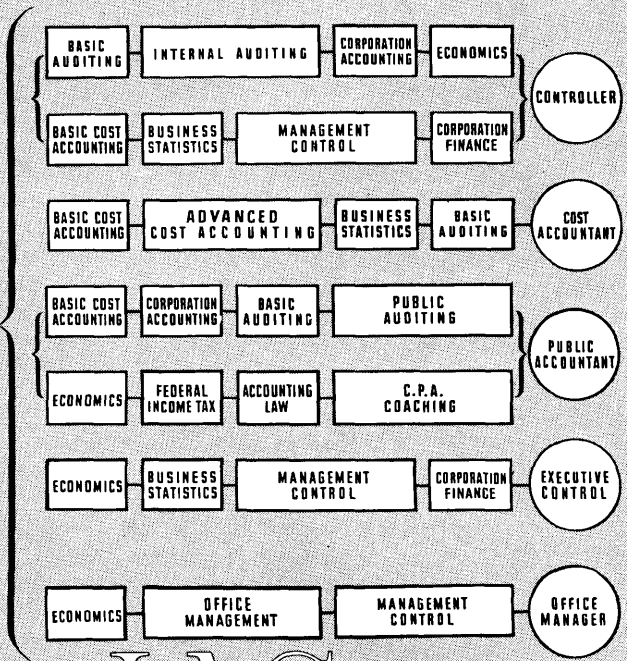 BASIC
AUDITING
INTERNAL AUDITING
CORPORATION
ACCOUNTING
ECONOMICS
CONTROLLER
BASIC COST
ACCOUNTING
BUSINESS
STATISTICS
MANAGEMENT
CONTROL
CORPORATION
FINANCE
BASIC COST
ACCOUNTING
ADVANCED
COST ACCOUNTING
BUSINESS
STATISTICS
BASIC
AUDITING
COST
ACCOUNTANT
BASIC COST
ACCOUNTING
CORPORATION
ACCOUNTING
BASIC
AUDITING
PUBLIC
AUDITING
PUBLIC
ACCOUNTANT
ECONOMICS
FEDERAL
INCOME TAX
ACCOUNTING
LAW
C.P.A.
COACHING
ECONOMICS
BUSINESS
STATISTICS
MANAGEMENT
CONTROL
CORPORATION
FINANCE
EXECUTIVE
CONTROL
ECONOMICS
OFFICE
MANAGEMENT
MANAGEMENT
CONTROL
OFFICE
MANAGER